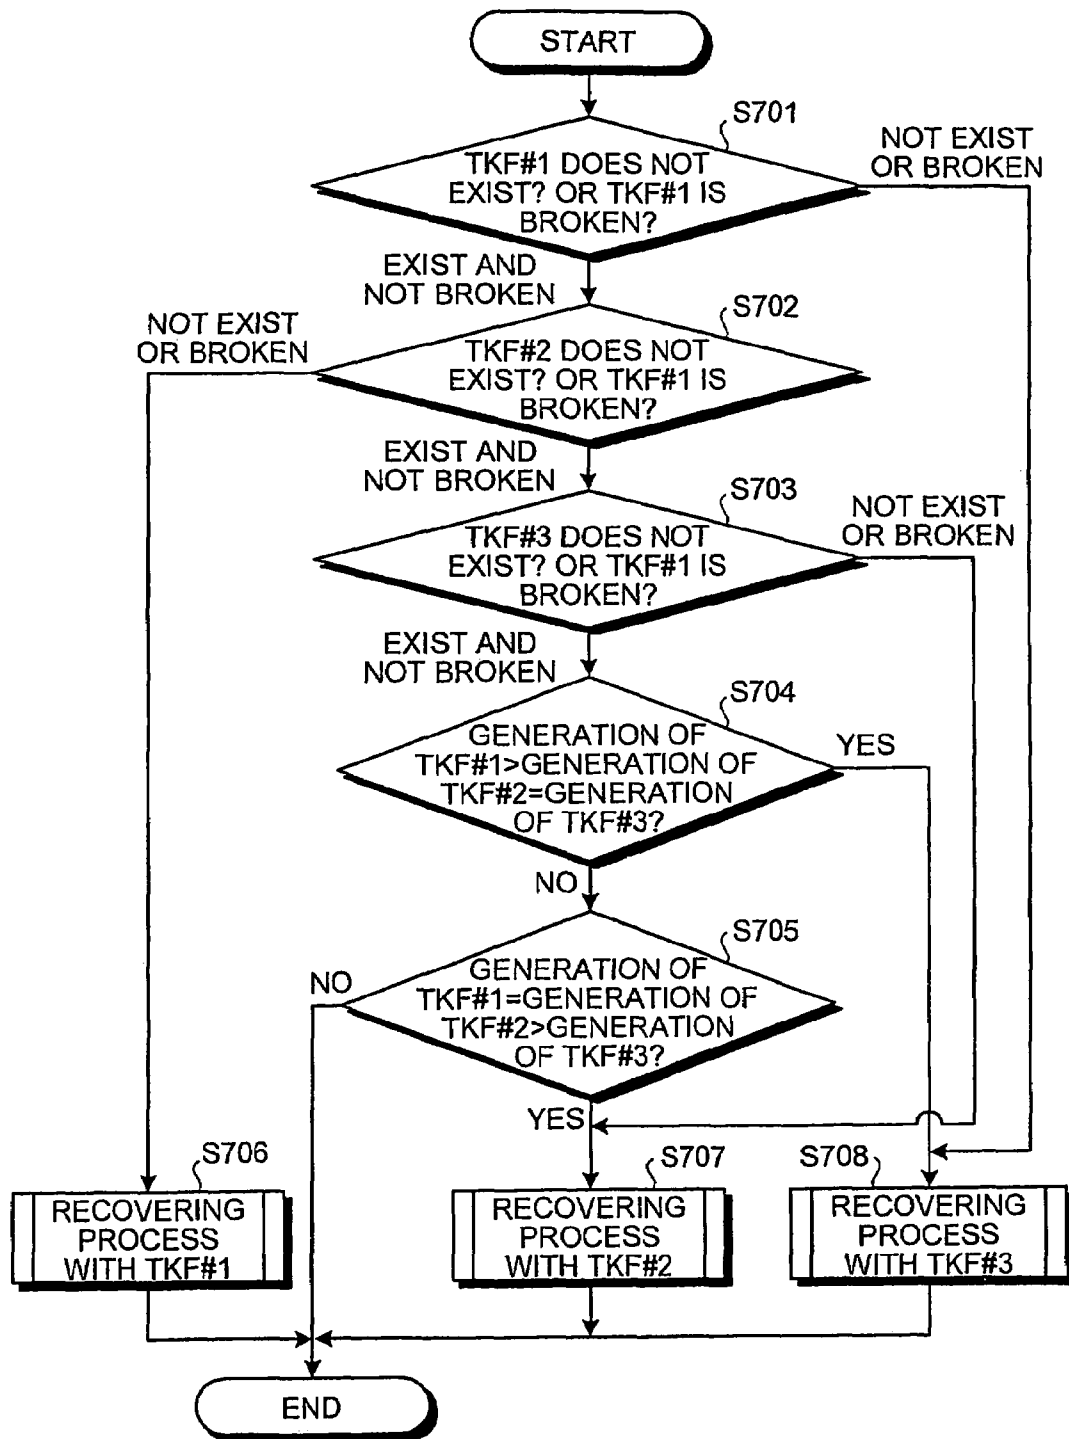 START
S701
NOT EXIST
OR BROKEN
TKF#1 DOES NOT
EXIST? OR TKF#1 IS
BROKEN?
EXIST AND
NOT BROKEN
S702
NOT EXIST
OR BROKEN
TKF#2 DOES NOT
EXIST? OR TKF#1 IS
BROKEN?
EXIST AND
NOT BROKEN
S703
NOT EXIST
OR BROKEN
TKF#3 DOES NOT
EXIST? OR TKF#1 IS
BROKEN?
EXIST AND
NOT BROKEN
S704
GENERATION OF
TKF#1>GENERATION OF
TKF#2=GENERATION
OF TKF#3?
YES
NO
S705
GENERATION OF
TKF#1=GENERATION OF
TKF#2>GENERATION
OF TKF#3?
NO
YES
S706
RECOVERING
PROCESS
WITH TKF#1
S707
RECOVERING
PROCESS
WITH TKF#2
S708
RECOVERING
PROCESS
WITH TKF#3
END